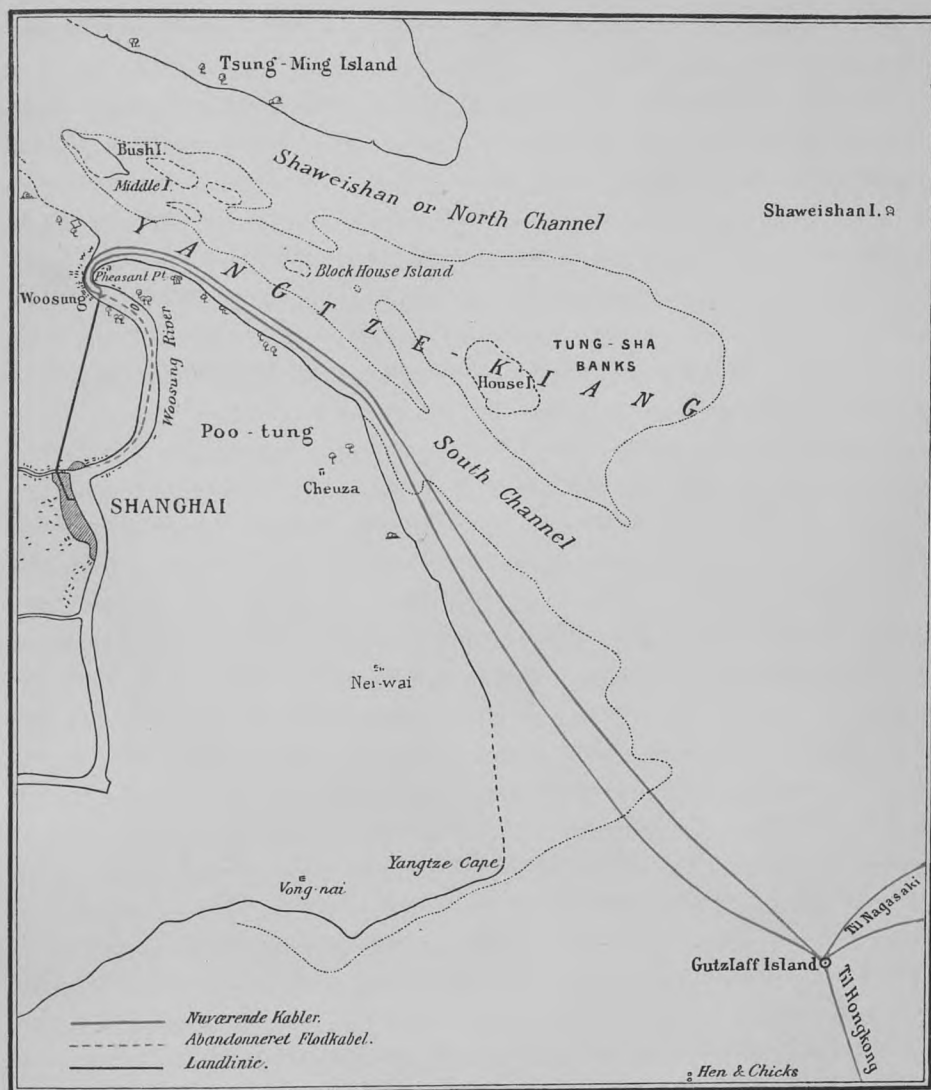 Tsung-Ming Island
Bush I.
Middle I.
Shaweishan or North Channel
Shaweishan I.
YANGTZE-KIANG
Block House Island
Pheasant Pt.
Woosung
Woosung River
TUNG-SHA
BANKS
House I.
Poo-tung
South Channel
Cheuza
SHANGHAI
Nei-wai
Yangtze Cape
Vong-nai
Til Nagasaki
Gutzlaff Island
Til Hongkong
Nuværende Kabler.
Abandonneret Flodkabel.
Landlinie.
Hen & Chicks